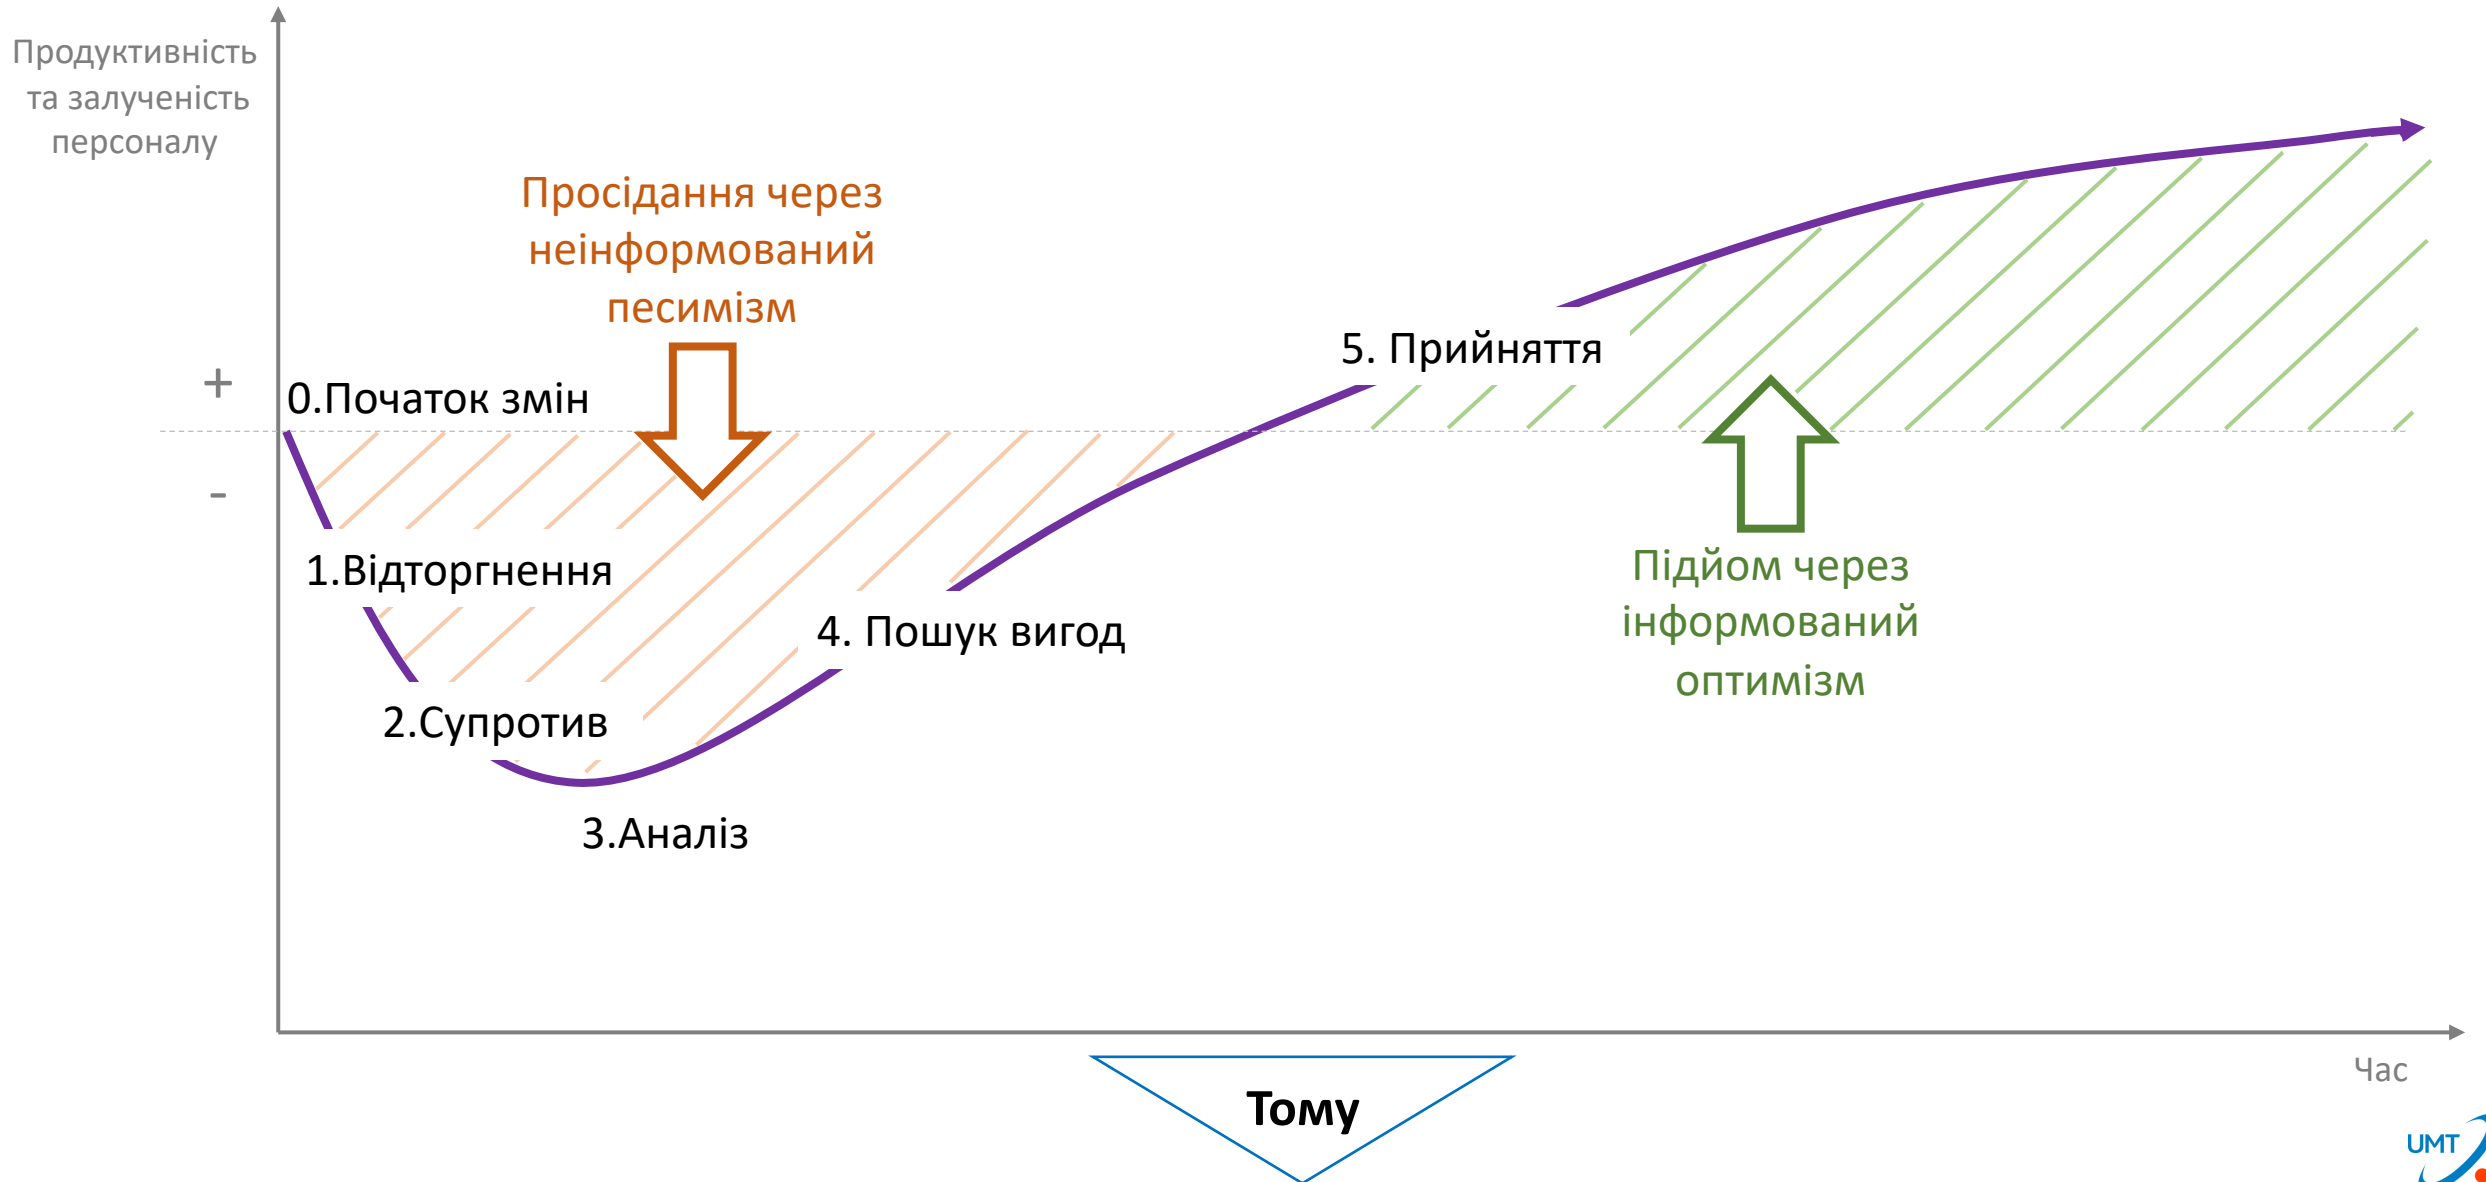 Продуктивність
та залученість
персоналу
Просідання через
неінформований
песимізм
+
0.Початок змін
-
1.Відторгнення
2.Супротив
3.Аналіз
4. Пошук вигод
5. Прийняття
Підйом через
інформований
оптимізм
Час
Тому
UMT